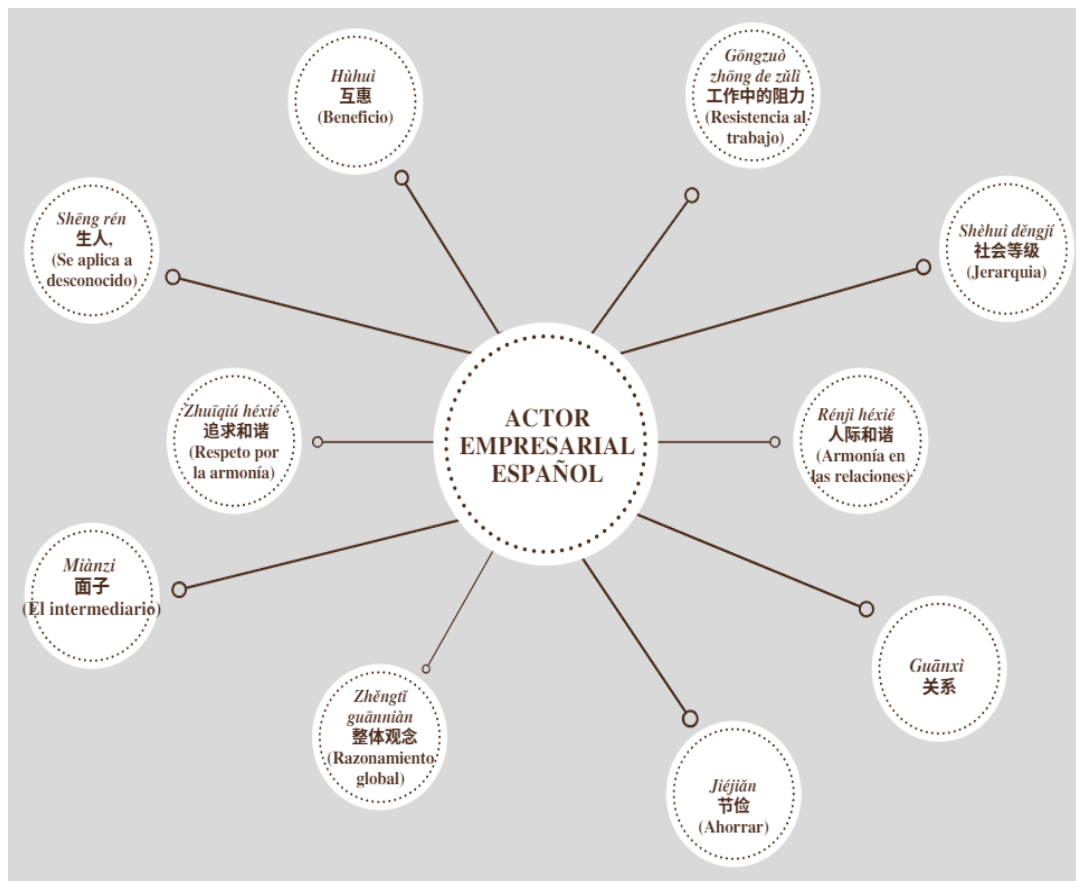 Hùhuì
互惠
(Beneficio)
Gōngzuò
zhōng de zǔlì
工作中的阻力
(Resistencia al
trabajo)
Shēng rén
生人,
(Se aplica a
desconocido)
Shèhuì děngjí
社会等级
(Jerarquia)
Zhuīqiú héxié
追求和谐
(Respeto por
la armonía)
ACTOR
EMPRESARIAL
ESPAÑOL
Rénjì héxié
人际和谐
(Armonía en
las relaciones)
Miànzi
面子
(El intermediario)
Guānxì
关系
Zhěngtǐ
guānniàn
整体观念
(Razonamiento
global)
Jiéjiǎn
节俭
(Ahorrar)